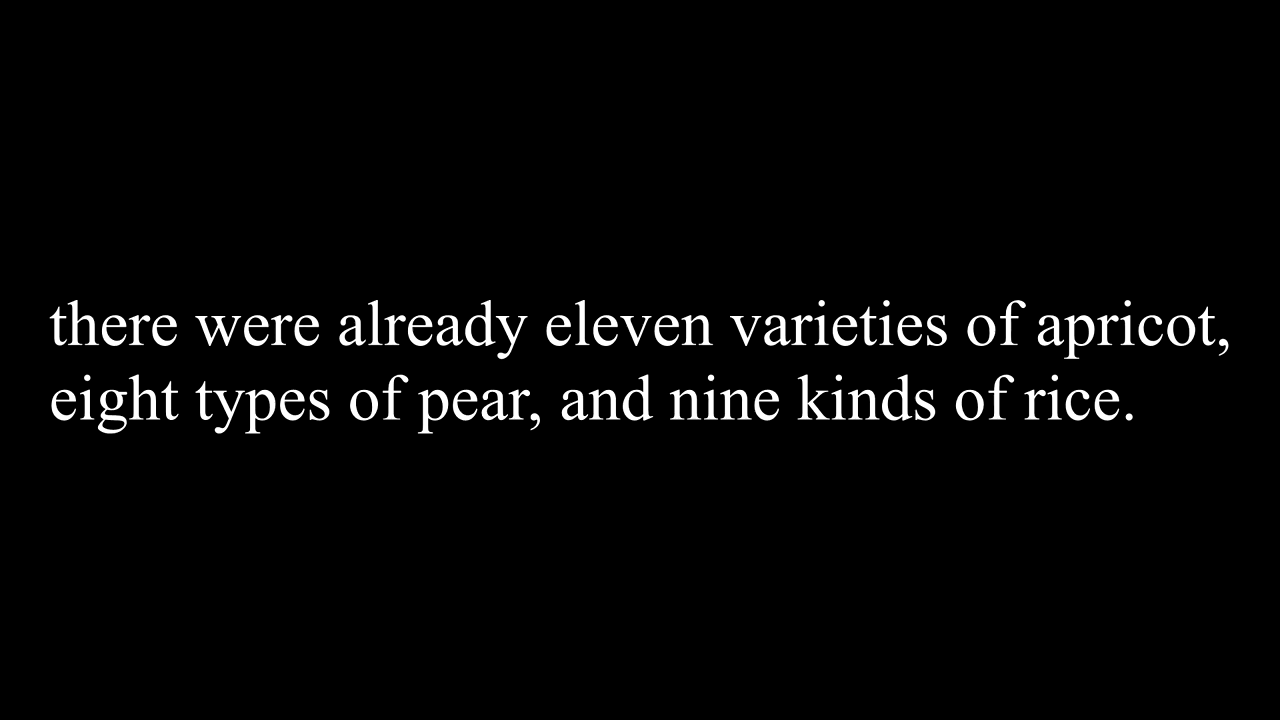 there were already eleven varieties of apricot,
eight types of pear, and nine kinds of rice.